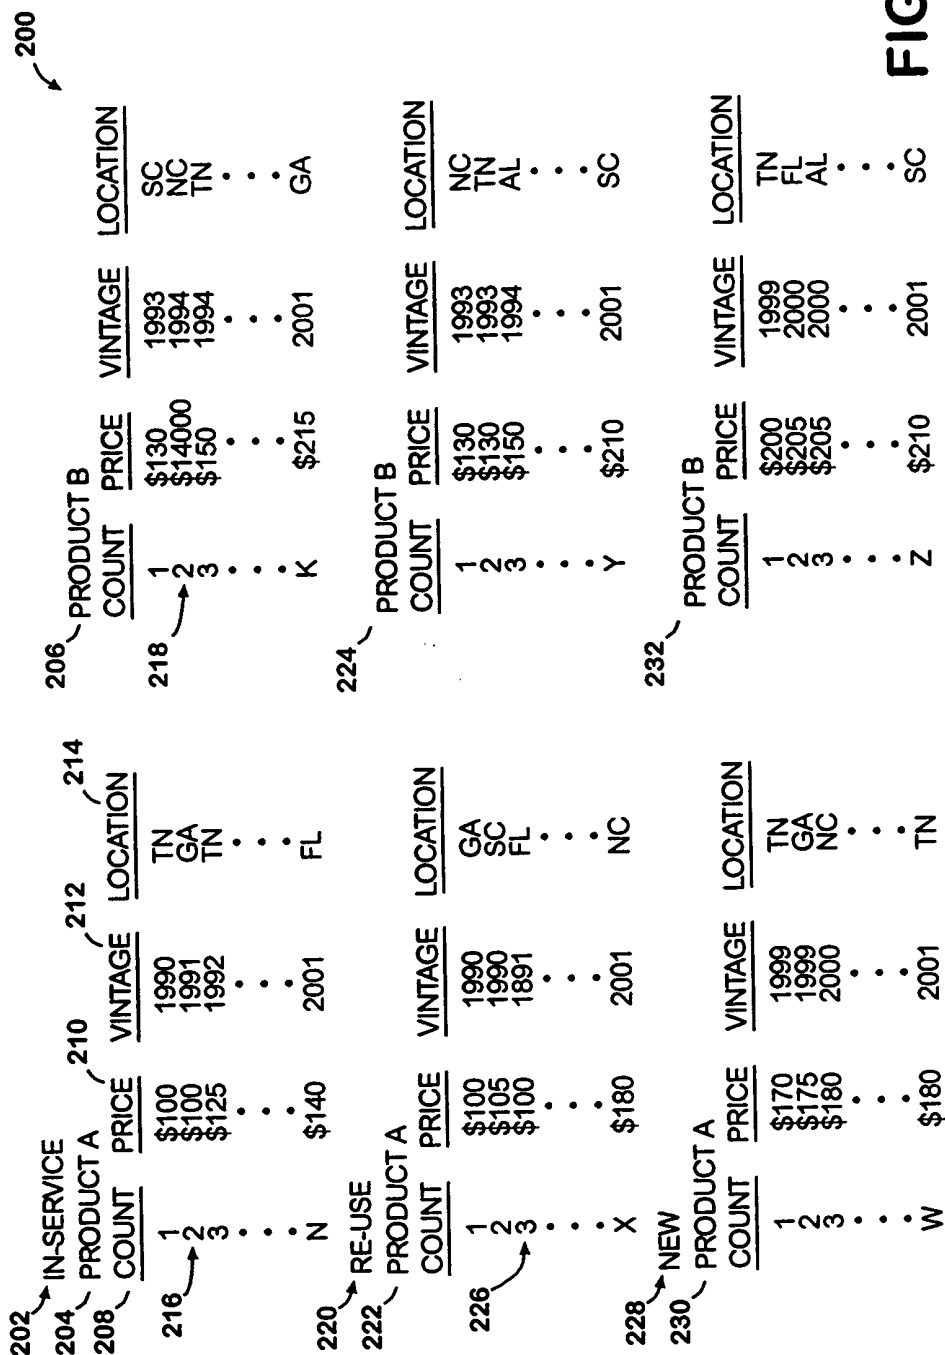 200
202 IN-SERVICE
204 PRODUCT A
208 COUNT 210 PRICE 212 VINTAGE 214 LOCATION
1 $100 1990 TN
216 2 $100 1991 GA
3 $125 1992 TN
N $140 2001 FL
206 PRODUCT B
COUNT PRICE VINTAGE LOCATION
1 $130 1993 SC
218 2 $14000 1994 NC
3 $150 1994 TN
K $215 2001 GA
220 RE-USE
222 PRODUCT A
COUNT PRICE VINTAGE LOCATION
1 $100 1990 GA
2 $105 1990 SC
226 3 $100 1891 FL
X $180 2001 NC
224 PRODUCT B
COUNT PRICE VINTAGE LOCATION
1 $130 1993 NC
2 $130 1993 TN
3 $150 1994 AL
Y $210 2001 SC
228 NEW
230 PRODUCT A
COUNT PRICE VINTAGE LOCATION
1 $170 1999 TN
2 $175 1999 GA
3 $180 2000 NC
W $180 2001 TN
232 PRODUCT B
COUNT PRICE VINTAGE LOCATION
1 $200 1999 TN
2 $205 2000 FL
3 $205 2000 AL
Z $210 2001 SC
FIG